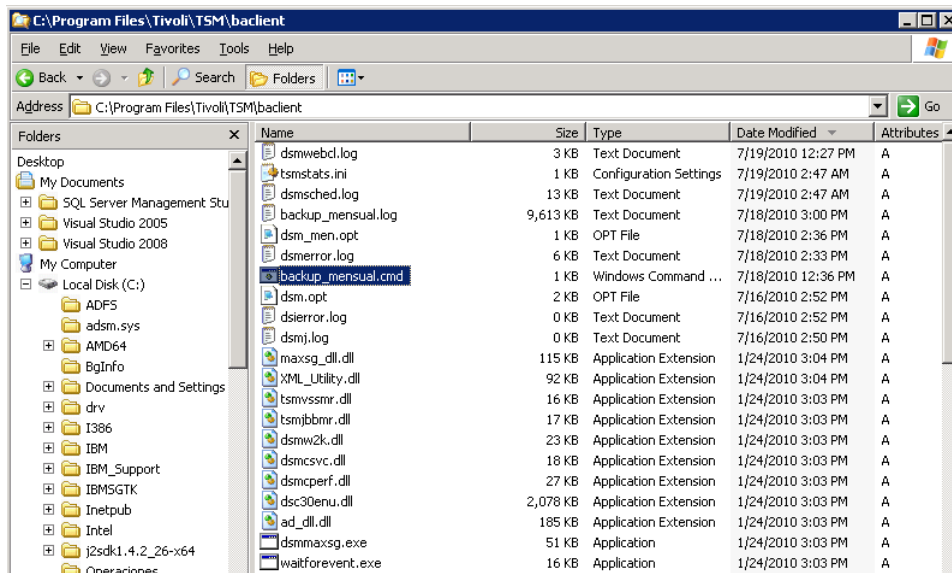 C:\Program Files\Tivoli\TSM\baclient
File Edit View Favorites Tools Help
Back Search Folders
Address C:\Program Files\Tivoli\TSM\baclient Go
Folders x Name Size Type Date Modified Attributes
Desktop
My Documents
SQL Server Management Stu
Visual Studio 2005
Visual Studio 2008
My Computer
Local Disk (C:)
ADFS
adsm.sys
AMD64
BgInfo
Documents and Settings
drv
I386
IBM
IBM_Support
IBMSGTK
Inetpub
Intel
j2sdk1.4.2_26-x64
Operaciones
dsmwebcl.log 3 KB Text Document 7/19/2010 12:27 PM A
tsmstats.ini 1 KB Configuration Settings 7/19/2010 2:47 AM A
dsmsched.log 13 KB Text Document 7/19/2010 2:47 AM A
backup_mensual.log 9,613 KB Text Document 7/18/2010 3:00 PM A
dsm_men.opt 1 KB OPT File 7/18/2010 2:36 PM A
dsmerror.log 6 KB Text Document 7/18/2010 2:33 PM A
backup_mensual.cmd 1 KB Windows Command ... 7/18/2010 12:36 PM A
dsm.opt 2 KB OPT File 7/16/2010 2:52 PM A
dsierror.log 0 KB Text Document 7/16/2010 2:52 PM A
dsmj.log 0 KB Text Document 7/16/2010 2:50 PM A
maxsg_dll.dll 115 KB Application Extension 1/24/2010 3:04 PM A
XML_Utility.dll 92 KB Application Extension 1/24/2010 3:04 PM A
tsmvssmr.dll 16 KB Application Extension 1/24/2010 3:03 PM A
tsmjbbmr.dll 17 KB Application Extension 1/24/2010 3:03 PM A
dsmw2k.dll 23 KB Application Extension 1/24/2010 3:03 PM A
dsmcsvc.dll 18 KB Application Extension 1/24/2010 3:03 PM A
dsmcperf.dll 27 KB Application Extension 1/24/2010 3:03 PM A
dsc30enu.dll 2,078 KB Application Extension 1/24/2010 3:03 PM A
ad_dll.dll 185 KB Application Extension 1/24/2010 3:03 PM A
dsmmaxsg.exe 51 KB Application 1/24/2010 3:03 PM A
waitforevent.exe 16 KB Application 1/24/2010 3:03 PM A